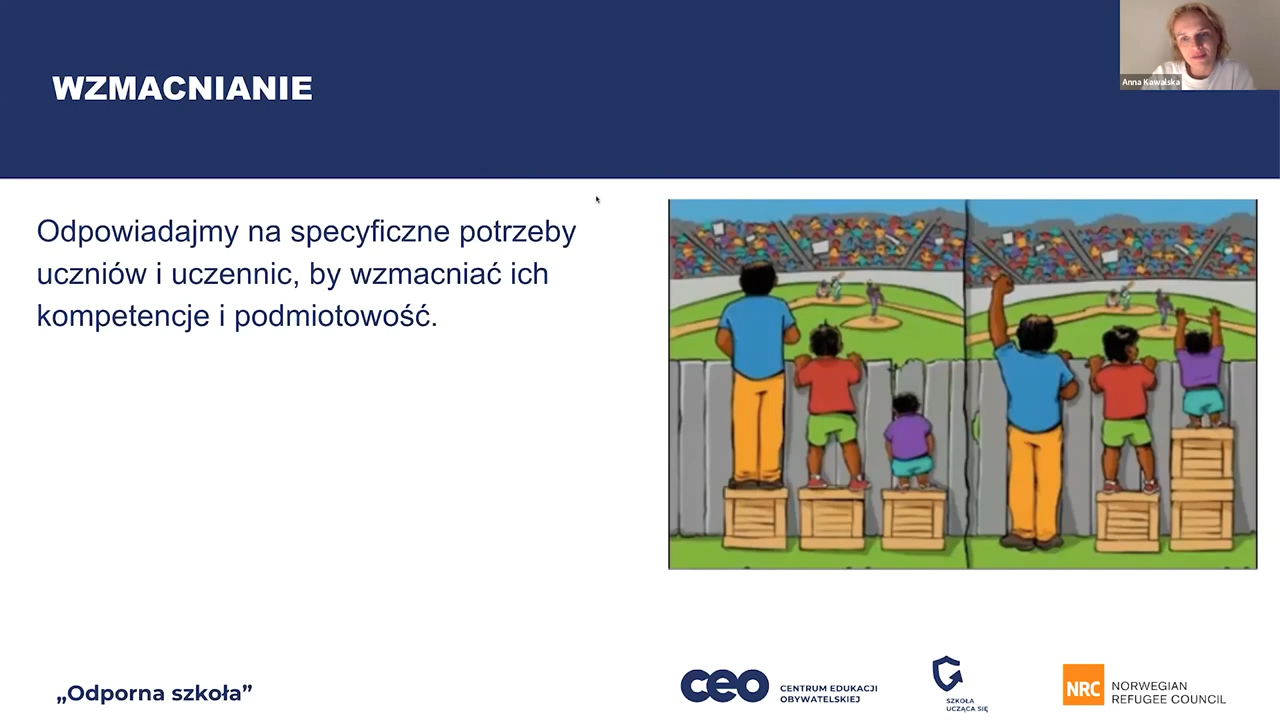 WZMACNIANIE
Anna Kawalska
Odpowiadajmy na specyficzne potrzeby
uczniów i uczennic, by wzmacniać ich
kompetencje i podmiotowość.
„Odporna szkoła”
ceo
CENTRUM EDUKACJI
OBYWATELSKIEJ
SZKOŁA
UCZĄCA SIĘ
NRC
NORWEGIAN
REFUGEE COUNCIL